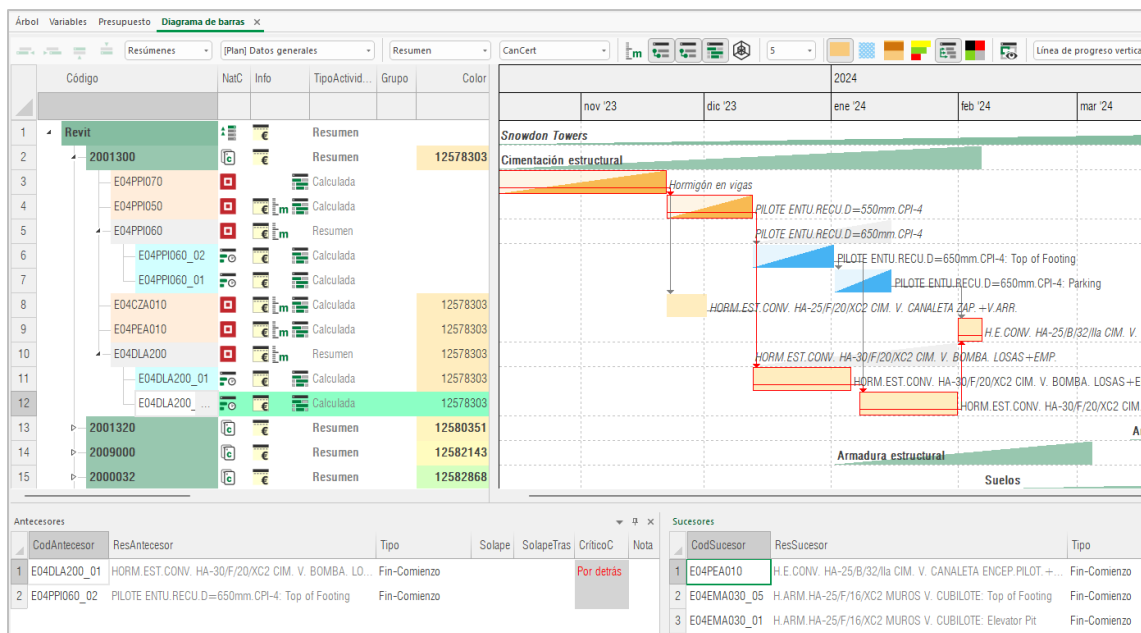 Árbol Variables Presupuesto Diagrama de barras ×
Resúmenes [Plan] Datos generales Resumen CanCert 5 Línea de progreso vertica
Código NatC Info TipoActivid... Grupo Color
2024
nov '23 dic '23 ene '24 feb '24 mar '24
1 Revit Resumen Snowdon Towers
2 2001300 Resumen 12578303 Cimentación estructural
3 E04PPI070 Calculada Hormigón en vigas
4 E04PPI050 Calculada PILOTE ENTU.RECU.D=550mm.CPI-4
5 E04PPI060 Resumen PILOTE ENTU.RECU.D=650mm.CPI-4
6 E04PPI060_02 Calculada PILOTE ENTU.RECU.D=650mm.CPI-4: Top of Footing
7 E04PPI060_01 Calculada PILOTE ENTU.RECU.D=650mm.CPI-4: Parking
8 E04CZA010 Calculada 12578303 HORM.EST.CONV. HA-25/F/20/XC2 CIM. V. CANALETA ZAP.+V.ARR.
9 E04PEA010 Calculada 12578303 H.E.CONV. HA-25/B/32/IIa CIM. V.
10 E04DLA200 Resumen 12578303 HORM.EST.CONV. HA-30/F/20/XC2 CIM. V. BOMBA. LOSAS+EMP.
11 E04DLA200_01 Calculada 12578303 HORM.EST.CONV. HA-30/F/20/XC2 CIM. V. BOMBA. LOSAS+E
12 E04DLA200_ ... Calculada 12578303 HORM.EST.CONV. HA-30/F/20/XC2 CIM
13 2001320 Resumen 12580351
14 2009000 Resumen 12582143 Armadura estructural
15 2000032 Resumen 12582868 Suelos
Antecesores
CodAntecesor ResAntecesor Tipo Solape SolapeTras CríticoC Nota
1 E04DLA200_01 HORM.EST.CONV. HA-30/F/20/XC2 CIM. V. BOMBA. LO... Fin-Comienzo Por detrás
2 E04PPI060_02 PILOTE ENTU.RECU.D=650mm.CPI-4: Top of Footing Fin-Comienzo
Sucesores
CodSucesor ResSucesor Tipo
1 E04PEA010 H.E.CONV. HA-25/B/32/IIa CIM. V. CANALETA ENCEP.PILOT.+... Fin-Comienzo
2 E04EMA030_05 H.ARM.HA-25/F/16/XC2 MUROS V. CUBILOTE: Top of Footing Fin-Comienzo
3 E04EMA030_01 H.ARM.HA-25/F/16/XC2 MUROS V. CUBILOTE: Elevator Pit Fin-Comienzo